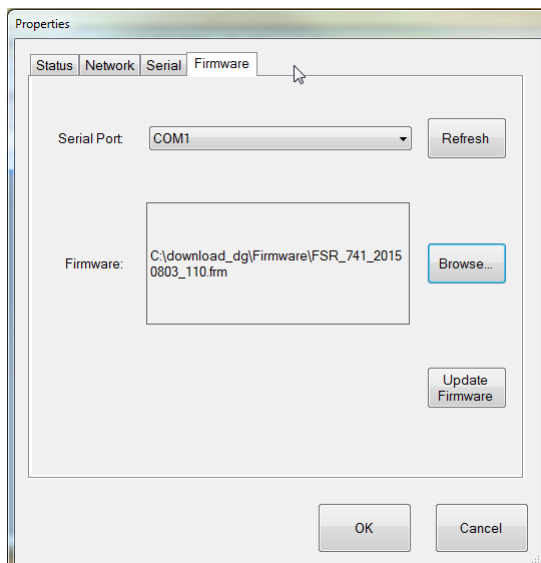 Properties
Status Network Serial Firmware
Serial Port: COM1 Refresh
Firmware: C:\download_dg\Firmware\FSR_741_2015
0803_110.frm Browse...
Update
Firmware
OK Cancel